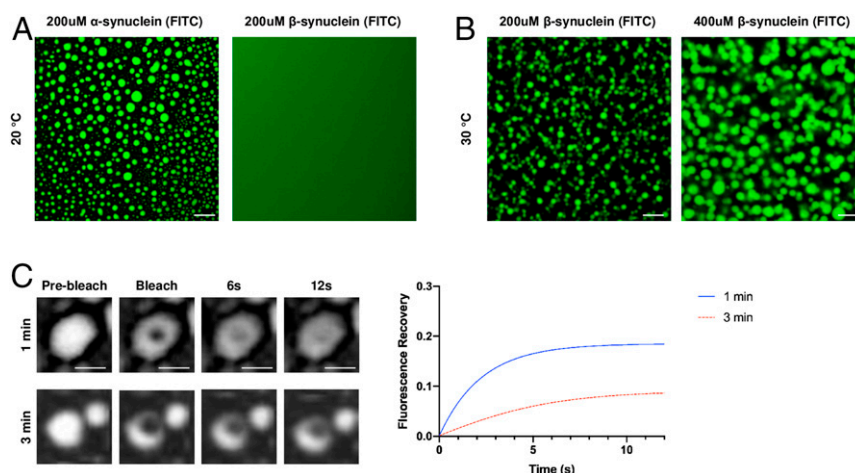 A
200uM α-synuclein (FITC)
200uM β-synuclein (FITC)
20 °C
B
200uM β-synuclein (FITC)
400uM β-synuclein (FITC)
30 °C
C
Pre-bleach
Bleach
6s
12s
1 min
3 min
Fluorescence Recovery
0.3
0.2
0.1
0.0
0
5
10
Time (s)
1 min
3 min